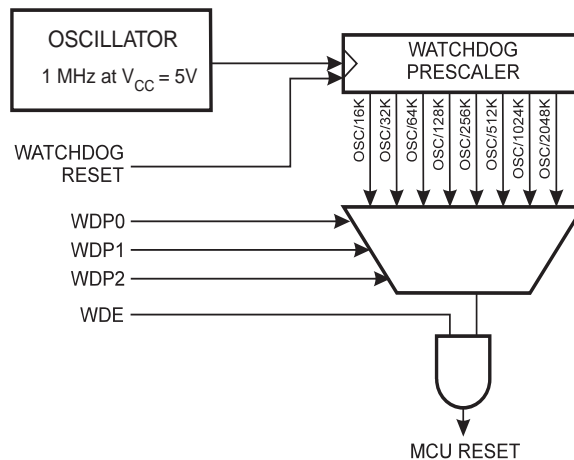 OSCILLATOR
1 MHz at VCC = 5V
WATCHDOG
PRESCALER
OSC/16K
OSC/32K
OSC/64K
OSC/128K
OSC/256K
OSC/512K
OSC/1024K
OSC/2048K
WATCHDOG
RESET
WDP0
WDP1
WDP2
WDE
MCU RESET